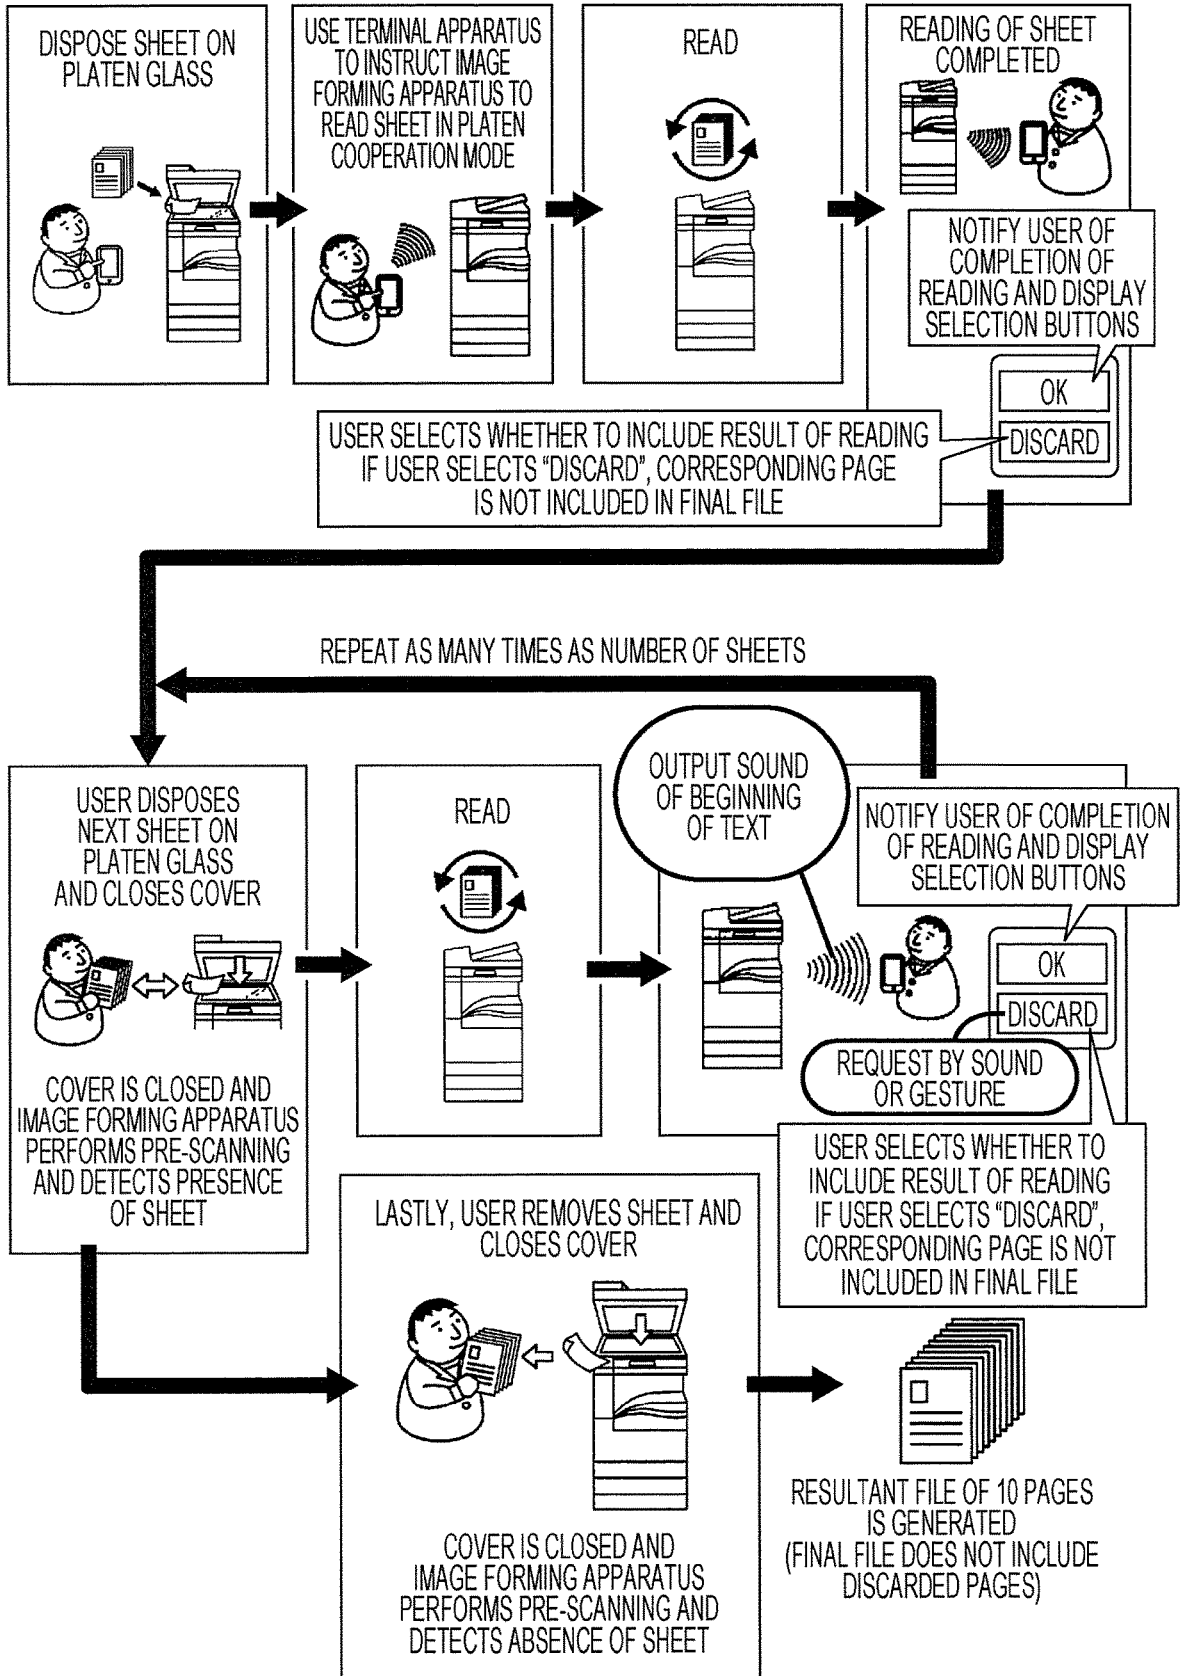 DISPOSE SHEET ON
PLATEN GLASS
USE TERMINAL APPARATUS
TO INSTRUCT IMAGE
FORMING APPARATUS TO
READ SHEET IN PLATEN
COOPERATION MODE
READ
READING OF SHEET
COMPLETED
NOTIFY USER OF
COMPLETION OF
READING AND DISPLAY
SELECTION BUTTONS
OK
DISCARD
USER SELECTS WHETHER TO INCLUDE RESULT OF READING
IF USER SELECTS “DISCARD”, CORRESPONDING PAGE
IS NOT INCLUDED IN FINAL FILE
REPEAT AS MANY TIMES AS NUMBER OF SHEETS
USER DISPOSES
NEXT SHEET ON
PLATEN GLASS
AND CLOSES COVER
COVER IS CLOSED AND
IMAGE FORMING APPARATUS
PERFORMS PRE-SCANNING
AND DETECTS PRESENCE
OF SHEET
READ
OUTPUT SOUND
OF BEGINNING
OF TEXT
NOTIFY USER OF COMPLETION
OF READING AND DISPLAY
SELECTION BUTTONS
OK
DISCARD
REQUEST BY SOUND
OR GESTURE
USER SELECTS WHETHER TO
INCLUDE RESULT OF READING
IF USER SELECTS “DISCARD”,
CORRESPONDING PAGE IS NOT
INCLUDED IN FINAL FILE
LASTLY, USER REMOVES SHEET AND
CLOSES COVER
COVER IS CLOSED AND
IMAGE FORMING APPARATUS
PERFORMS PRE-SCANNING AND
DETECTS ABSENCE OF SHEET
RESULTANT FILE OF 10 PAGES
IS GENERATED
(FINAL FILE DOES NOT INCLUDE
DISCARDED PAGES)